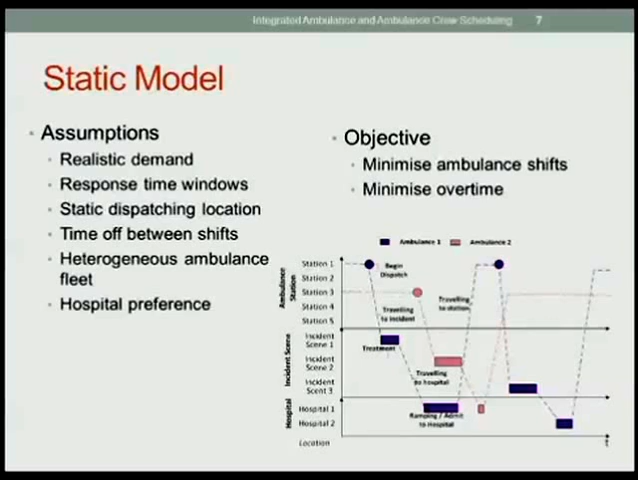 Integrated Ambulance and Ambulance Crew Scheduling 7
Static Model
Assumptions
Realistic demand
Response time windows
Static dispatching location
Time off between shifts
Heterogeneous ambulance
fleet
Hospital preference
Objective
Minimise ambulance shifts
Minimise overtime
Ambulance 1 Ambulance 2
Ambulance
Station
Station 1
Station 2
Station 3
Station 4
Station 5
Begin
Dispatch
Travelling
to incident
Travelling
to station
Incident Scene
Incident
Scene 1
Incident
Scene 2
Incident
Scent 3
Treatment
Travelling
to hospital
Hospital
Hospital 1
Hospital 2
Ramping / Admit
to Hospital
Location
t